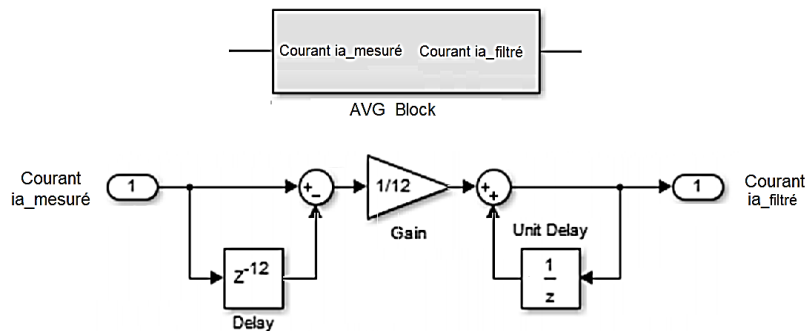 Courant ia_mesuré Courant ia_filtré
AVG Block
Courant
ia_mesuré
1
+
-
1/12
Gain
+
+
Unit Delay
1
z
1
Courant
ia_filtré
z-12
Delay